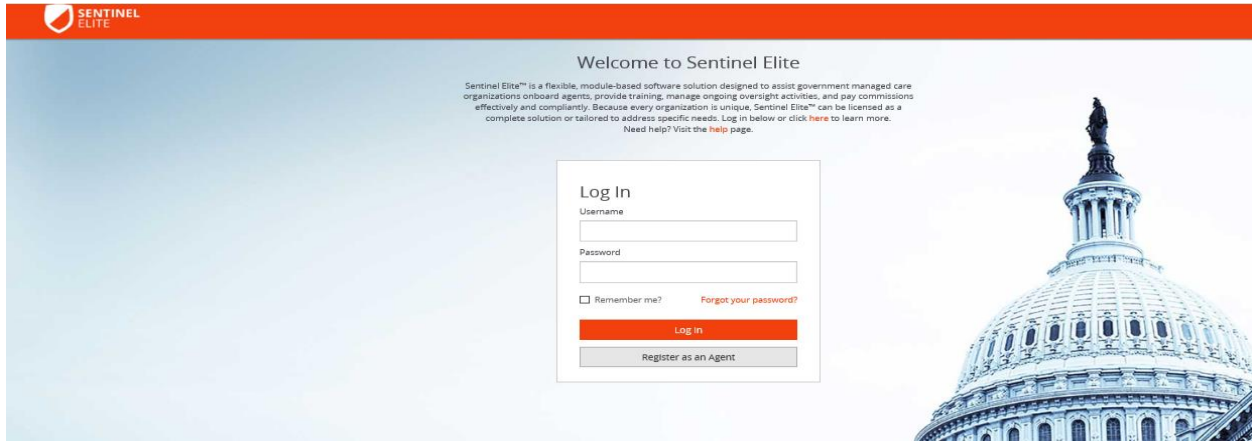 SENTINEL
ELITE
Welcome to Sentinel Elite
Sentinel Elite™ is a flexible, module-based software solution designed to assist government managed care
organizations onboard agents, provide training, manage ongoing oversight activities, and pay commissions
effectively and compliantly. Because every organization is unique, Sentinel Elite™ can be licensed as a
complete solution or tailored to address specific needs. Log in below or click here to learn more.
Need help? Visit the help page.
Log In
Username
Password
Remember me? Forgot your password?
Log In
Register as an Agent